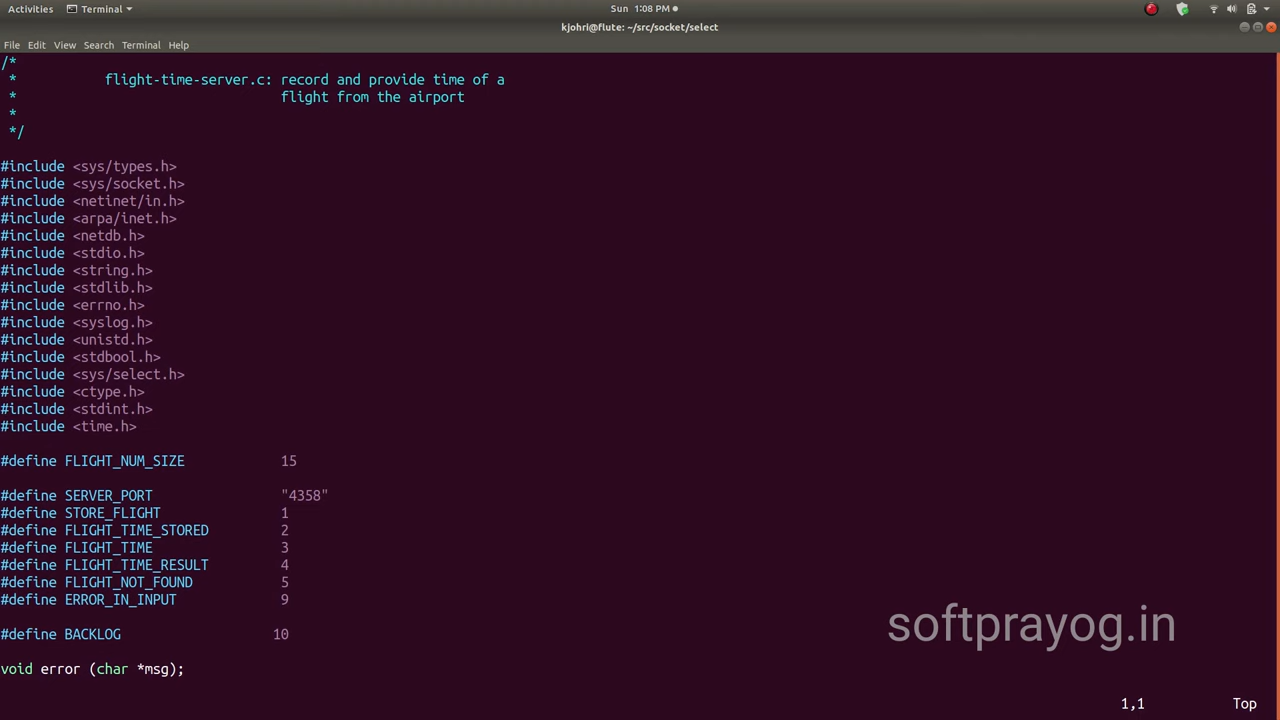 Activities Terminal Sun 1:08 PM
kjohri@flute: ~/src/socket/select
File Edit View Search Terminal Help
/*
* flight-time-server.c: record and provide time of a
* flight from the airport
*
*/
#include <sys/types.h>
#include <sys/socket.h>
#include <netinet/in.h>
#include <arpa/inet.h>
#include <netdb.h>
#include <stdio.h>
#include <string.h>
#include <stdlib.h>
#include <errno.h>
#include <syslog.h>
#include <unistd.h>
#include <stdbool.h>
#include <sys/select.h>
#include <ctype.h>
#include <stdint.h>
#include <time.h>
#define FLIGHT_NUM_SIZE 15
#define SERVER_PORT "4358"
#define STORE_FLIGHT 1
#define FLIGHT_TIME_STORED 2
#define FLIGHT_TIME 3
#define FLIGHT_TIME_RESULT 4
#define FLIGHT_NOT_FOUND 5
#define ERROR_IN_INPUT 9
#define BACKLOG 10
void error (char *msg);
softprayog.in
1,1 Top